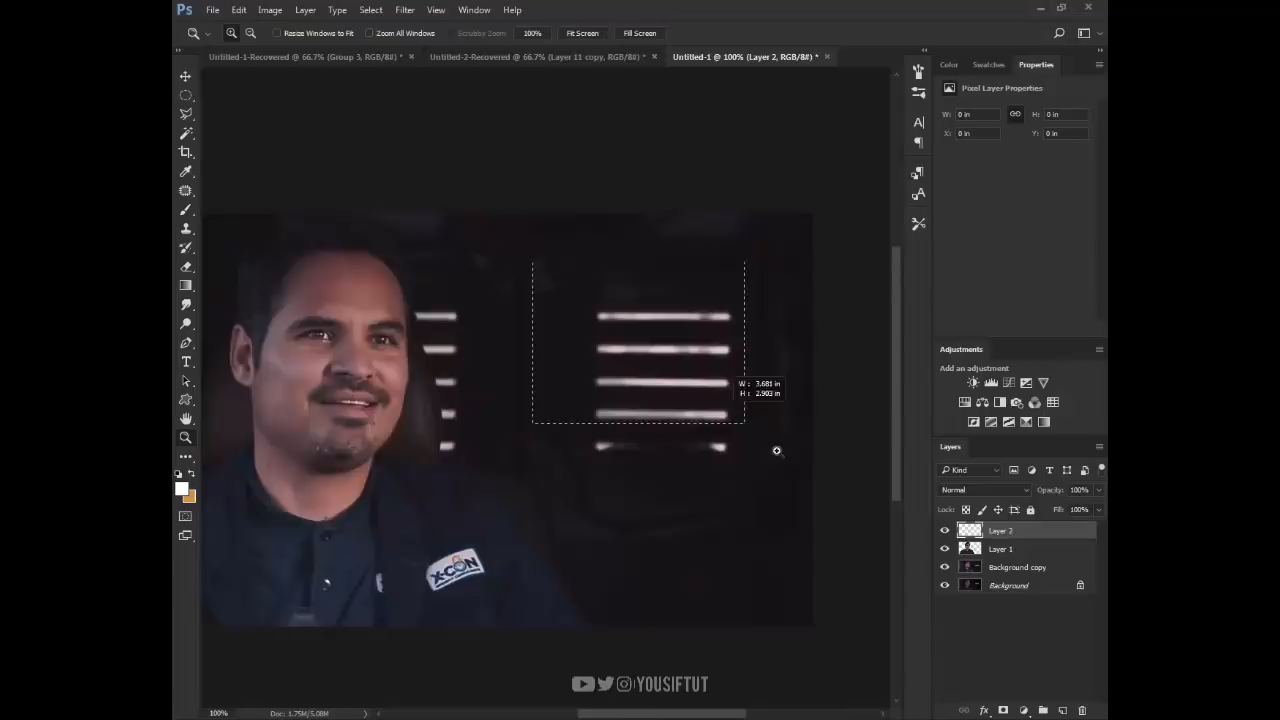 Ps File Edit Image Layer Type Select Filter View Window Help
Resize Windows to Fit Zoom All Windows Scrubby Zoom 100% Fit Screen Fill Screen
Untitled-1-Recovered @ 66.7% (Group 3, RGB/8#) * × Untitled-2-Recovered @ 66.7% (Layer 11 copy, RGB/8#) * × Untitled-1 @ 100% (Layer 2, RGB/8#) * ×
Color Swatches Properties
Pixel Layer Properties
W: 0 in H: 0 in
X: 0 in Y: 0 in
W: 3.681 in
H: 2.903 in
X-CON
Adjustments
Add an adjustment
Layers
Kind
Normal Opacity: 100%
Lock: Fill: 100%
Layer 2
Layer 1
Background copy
Background
YOUSIFTUT
100% Doc: 1.75M/5.08M